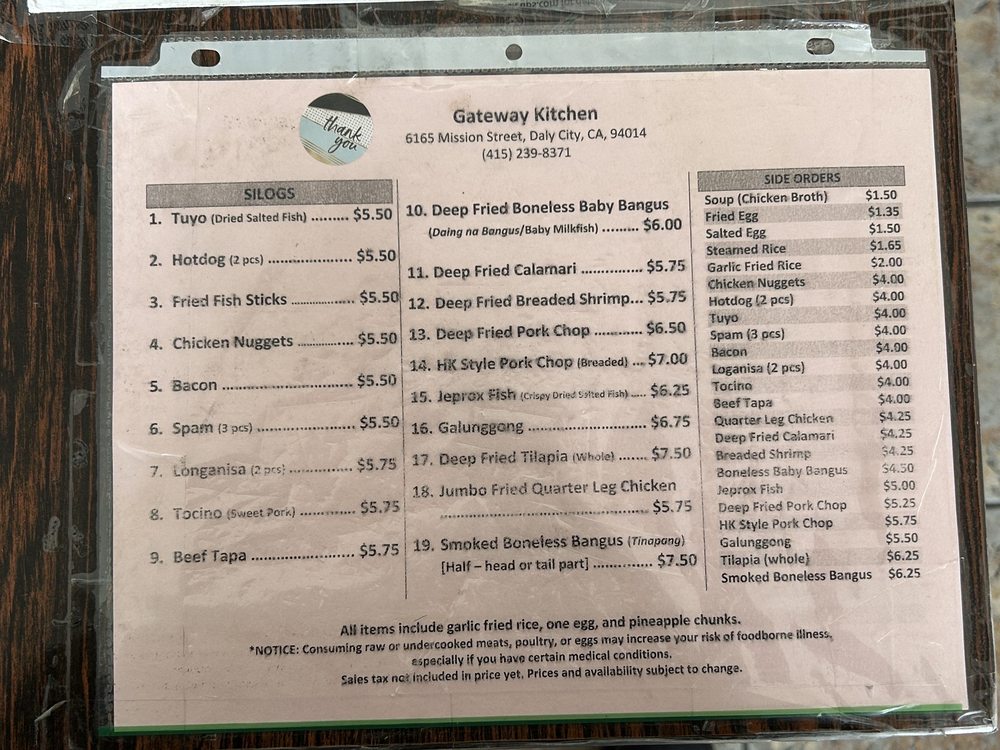 thank you
Gateway Kitchen
6165 Mission Street, Daly City, CA, 94014
(415) 239-8371
SILOGS
1. Tuyo (Dried Salted Fish) ......... $5.50
2. Hotdog (2 pcs) ........................ $5.50
3. Fried Fish Sticks .................. $5.50
4. Chicken Nuggets ................ $5.50
5. Bacon .................................. $5.50
6. Spam (3 pcs) ........................... $5.50
7. Longanisa (2 pcs) .................. $5.75
8. Tocino (Sweet Pork) ............... $5.75
9. Beef Tapa ........................... $5.75
10. Deep Fried Boneless Baby Bangus
(Daing na Bangus/Baby Milkfish) ......... $6.00
11. Deep Fried Calamari ............... $5.75
12. Deep Fried Breaded Shrimp... $5.75
13. Deep Fried Pork Chop ............ $6.50
14. HK Style Pork Chop (Breaded) ... $7.00
15. Jeprox Fish (Crispy Dried Salted Fish) ..... $6.25
16. Galunggong ............................. $6.75
17. Deep Fried Tilapia (Whole) ....... $7.50
18. Jumbo Fried Quarter Leg Chicken
.................................................... $5.75
19. Smoked Boneless Bangus (Tinapang)
[Half – head or tail part] ............. $7.50
SIDE ORDERS
Soup (Chicken Broth) $1.50
Fried Egg $1.35
Salted Egg $1.50
Steamed Rice $1.65
Garlic Fried Rice $2.00
Chicken Nuggets $4.00
Hotdog (2 pcs) $4.00
Tuyo $4.00
Spam (3 pcs) $4.00
Bacon $4.00
Loganisa (2 pcs) $4.00
Tocino $4.00
Beef Tapa $4.00
Quarter Leg Chicken $4.25
Deep Fried Calamari $4.25
Breaded Shrimp $4.25
Boneless Baby Bangus $4.50
Jeprox Fish $5.00
Deep Fried Pork Chop $5.25
HK Style Pork Chop $5.75
Galunggong $5.50
Tilapia (whole) $6.25
Smoked Boneless Bangus $6.25
All items include garlic fried rice, one egg, and pineapple chunks.
*NOTICE: Consuming raw or undercooked meats, poultry, or eggs may increase your risk of foodborne illness,
especially if you have certain medical conditions.
Sales tax not included in price yet. Prices and availability subject to change.